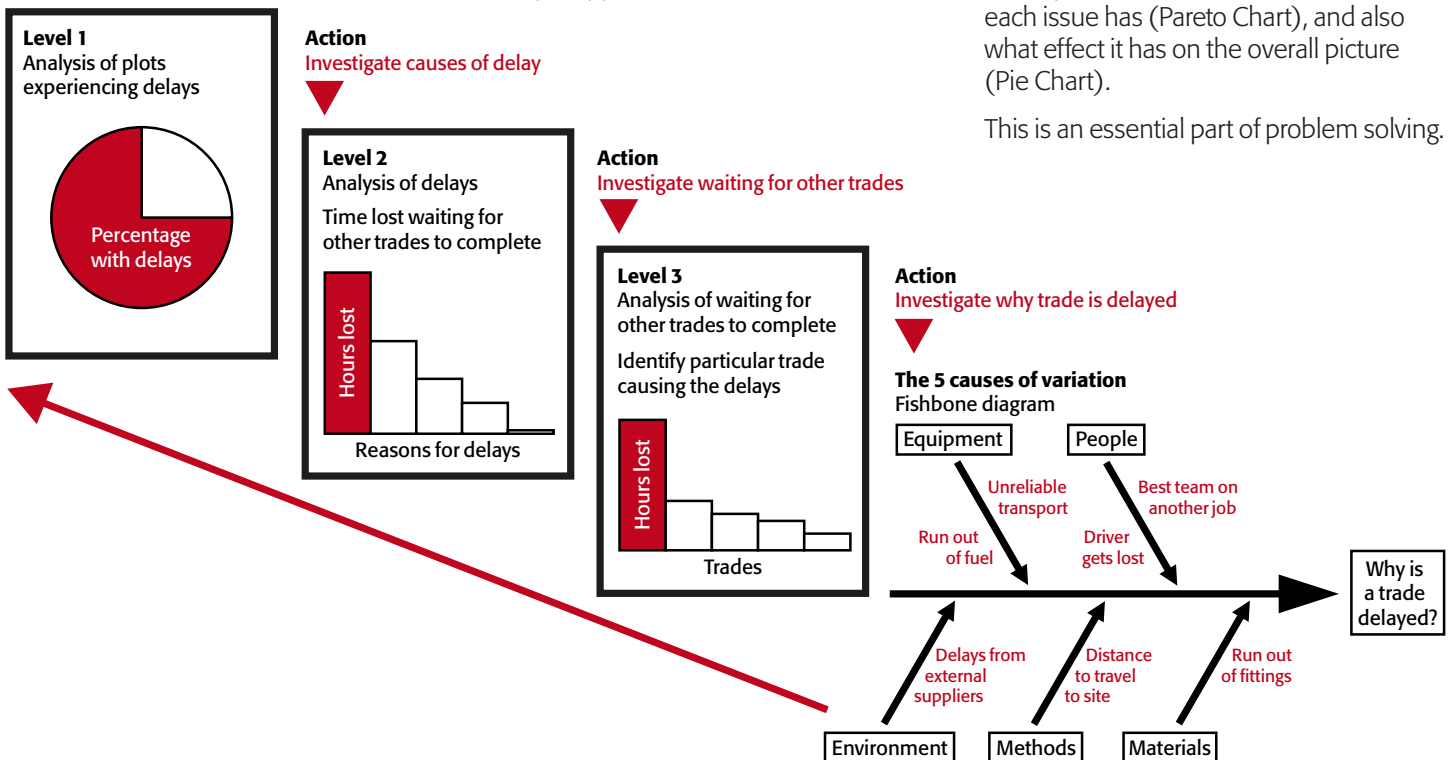 each issue has (Pareto Chart), and also
what effect it has on the overall picture
(Pie Chart).
This is an essential part of problem solving.
Level 1
Analysis of plots
experiencing delays
Percentage
with delays
Action
Investigate causes of delay
Level 2
Analysis of delays
Time lost waiting for
other trades to complete
Hours lost
Reasons for delays
Action
Investigate waiting for other trades
Level 3
Analysis of waiting for
other trades to complete
Identify particular trade
causing the delays
Hours lost
Trades
Action
Investigate why trade is delayed
The 5 causes of variation
Fishbone diagram
Equipment
People
Unreliable
transport
Best team on
another job
Run out
of fuel
Driver
gets lost
Why is
a trade
delayed?
Delays from
external
suppliers
Distance
to travel
to site
Run out
of fittings
Environment
Methods
Materials